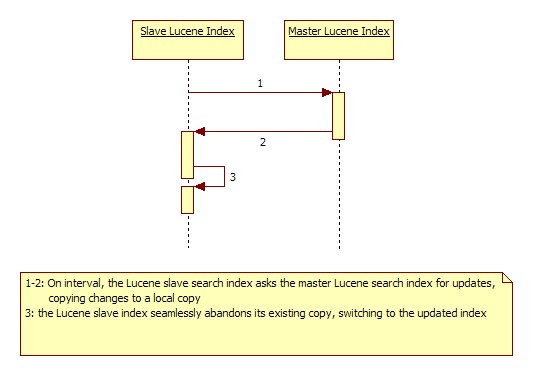 Slave Lucene Index
Master Lucene Index
1
2
3
1-2: On interval, the Lucene slave search index asks the master Lucene search index for updates,
copying changes to a local copy
3: the Lucene slave index seamlessly abandons its existing copy, switching to the updated index